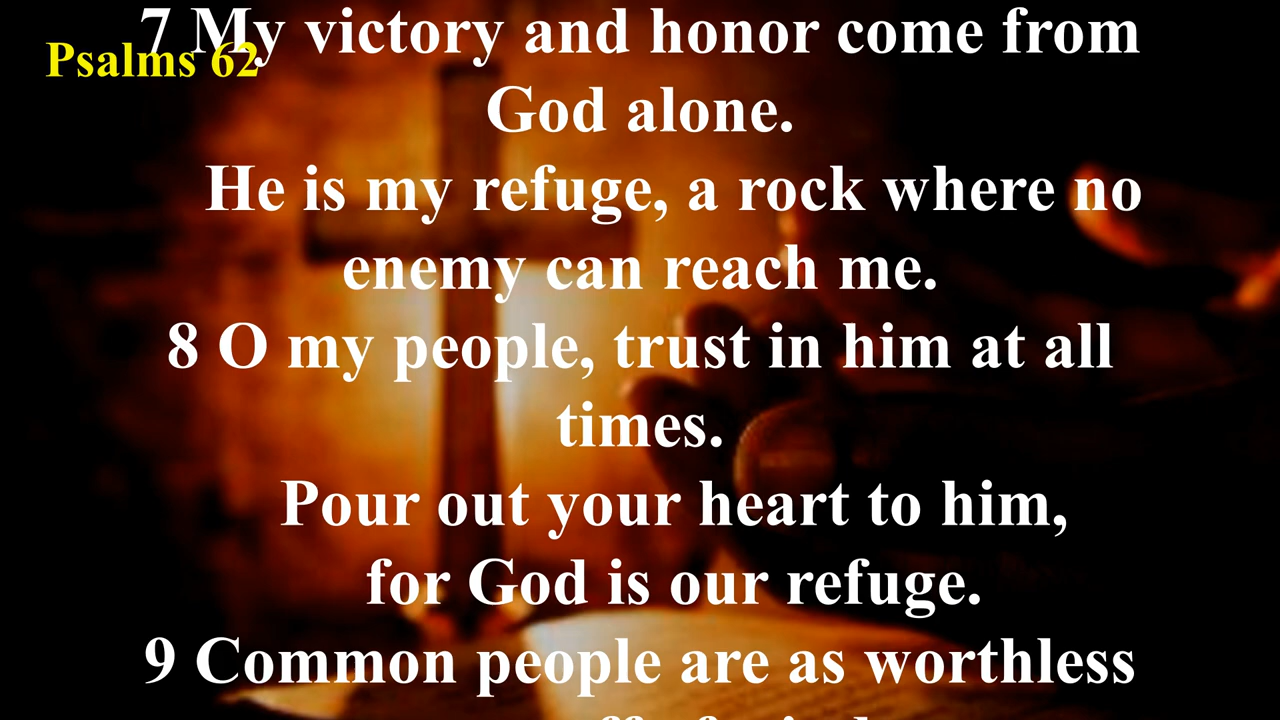 Psalms 62
7 My victory and honor come from
God alone.
He is my refuge, a rock where no
enemy can reach me.
8 O my people, trust in him at all
times.
Pour out your heart to him,
for God is our refuge.
9 Common people are as worthless